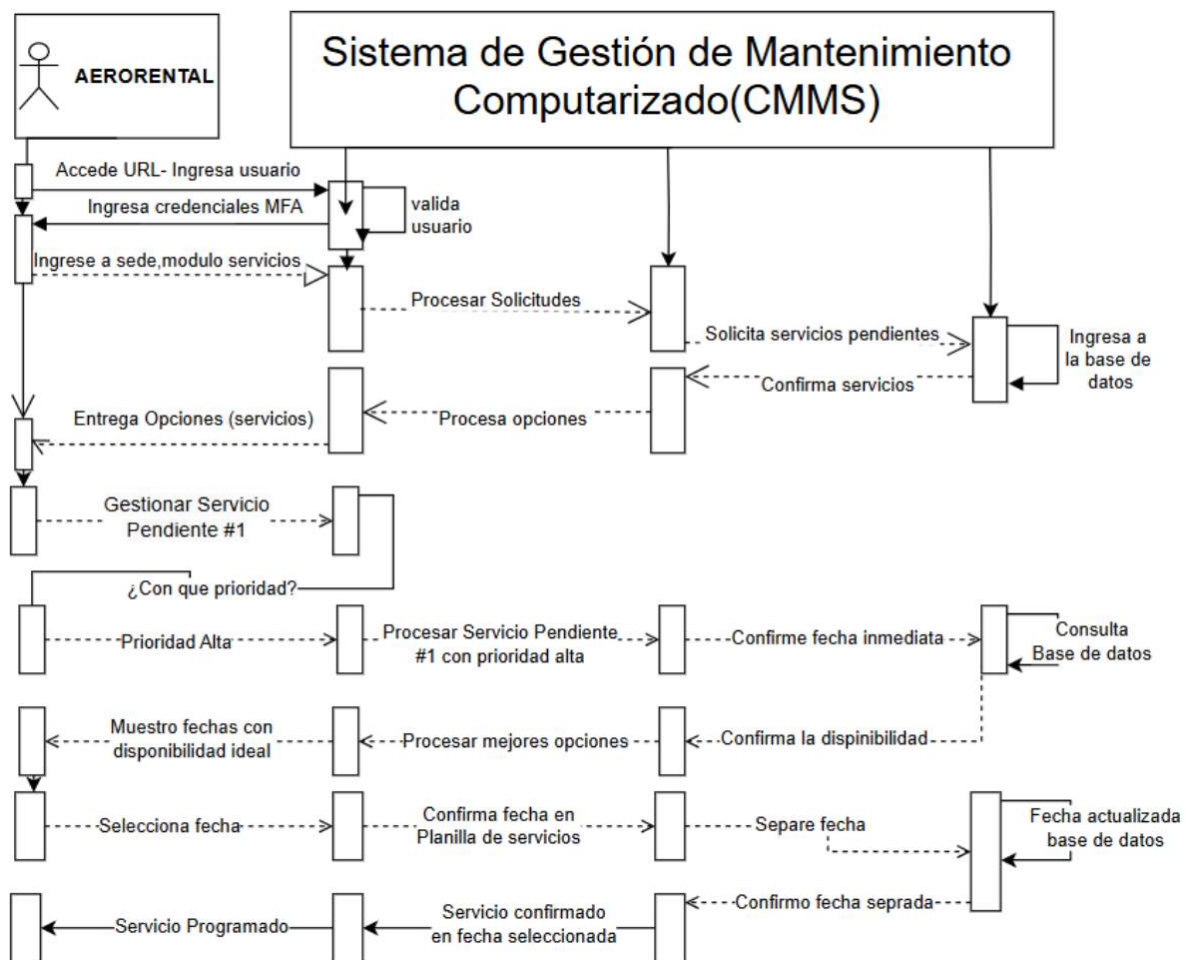 AERORENTAL
Sistema de Gestión de Mantenimiento
Computarizado(CMMS)
Accede URL- Ingresa usuario
Ingresa credenciales MFA
valida
usuario
Ingrese a sede,modulo servicios
Procesar Solicitudes
Solicita servicios pendientes
Ingresa a
la base de
datos
Confirma servicios
Procesa opciones
Entrega Opciones (servicios)
Gestionar Servicio
Pendiente #1
¿Con que prioridad?
Prioridad Alta
Procesar Servicio Pendiente
#1 con prioridad alta
Confirme fecha inmediata
Consulta
Base de datos
Muestro fechas con
disponibilidad ideal
Procesar mejores opciones
Confirma la dispinibilidad
Selecciona fecha
Confirma fecha en
Planilla de servicios
Separe fecha
Fecha actualizada
base de datos
Confirmo fecha seprada
Servicio Programado
Servicio confirmado
en fecha seleccionada